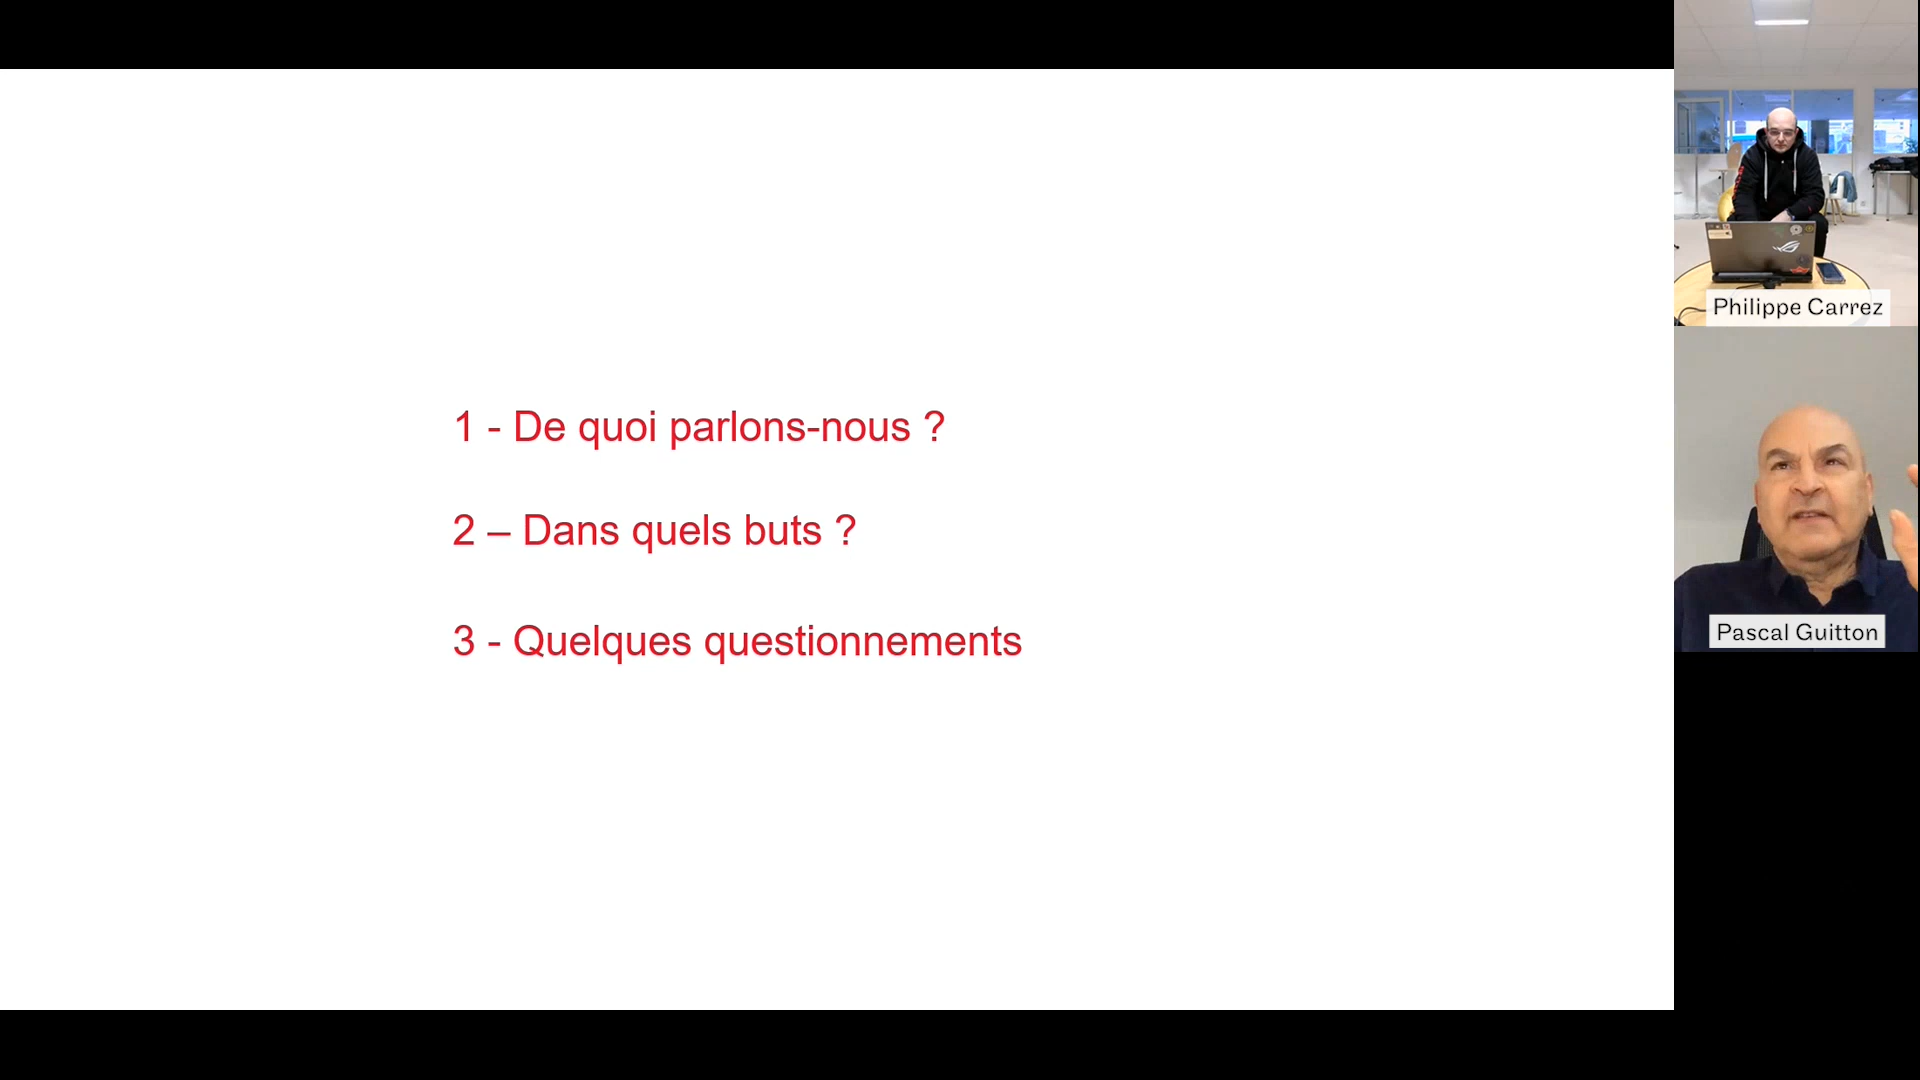 1 - De quoi parlons-nous ?
2 – Dans quels buts ?
3 - Quelques questionnements
Philippe Carrez
Pascal Guitton